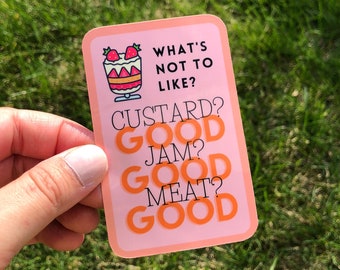 WHAT'S
NOT TO
LIKE?
CUSTARD?
GOOD
JAM?
GOOD
MEAT?
GOOD